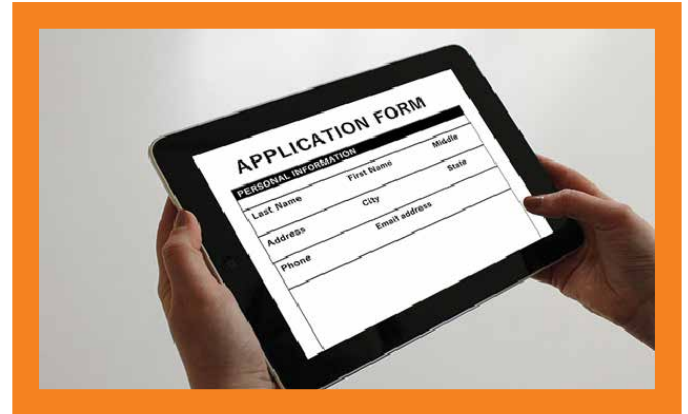 APPLICATION FORM
PERSONAL INFORMATION
Last Name First Name Middle
Address City State
Phone Email address